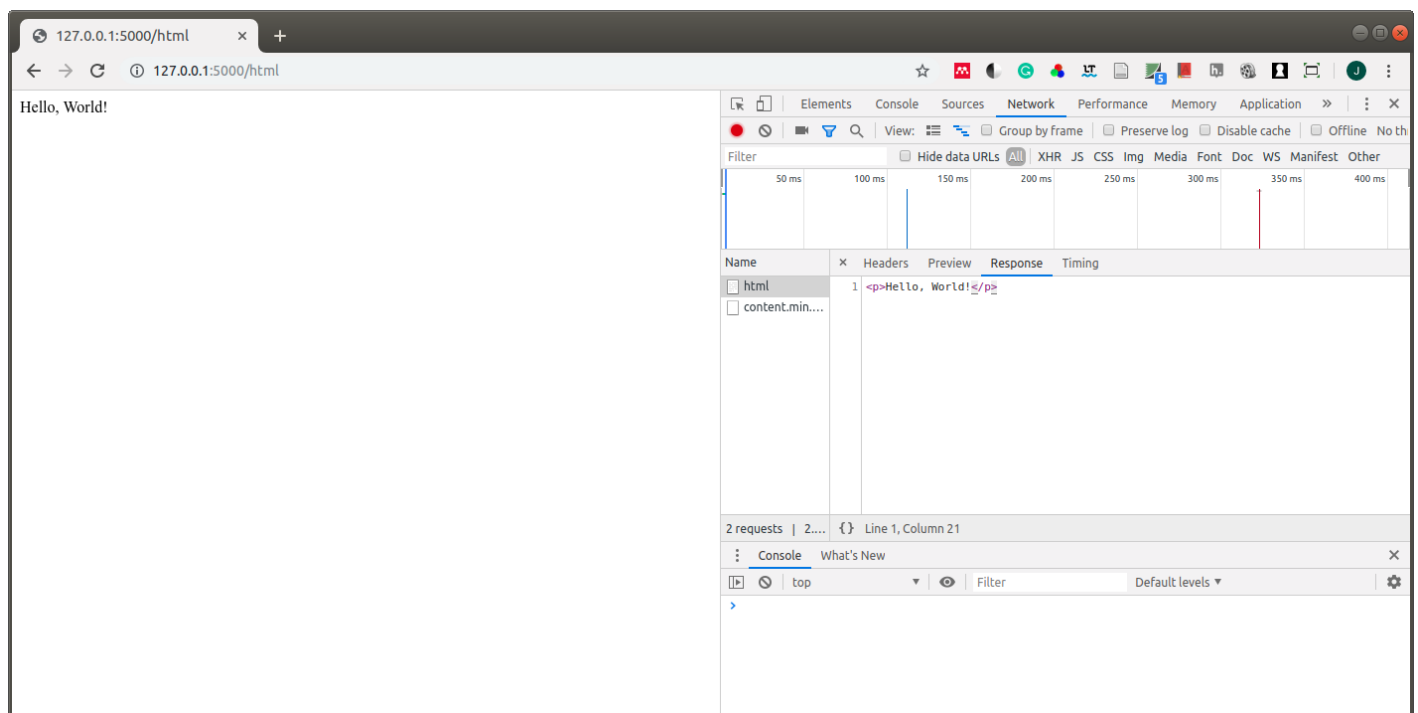 127.0.0.1:5000/html × +
127.0.0.1:5000/html 5 J
Hello, World!
Elements Console Sources Network Performance Memory Application »
View: Group by frame Preserve log Disable cache Offline No th
Filter Hide data URLs All XHR JS CSS Img Media Font Doc WS Manifest Other
50 ms 100 ms 150 ms 200 ms 250 ms 300 ms 350 ms 400 ms
Name × Headers Preview Response Timing
html 1 <p>Hello, World!</p>
content.min....
2 requests | 2.... {} Line 1, Column 21
Console What's New
top Filter Default levels ▼
>